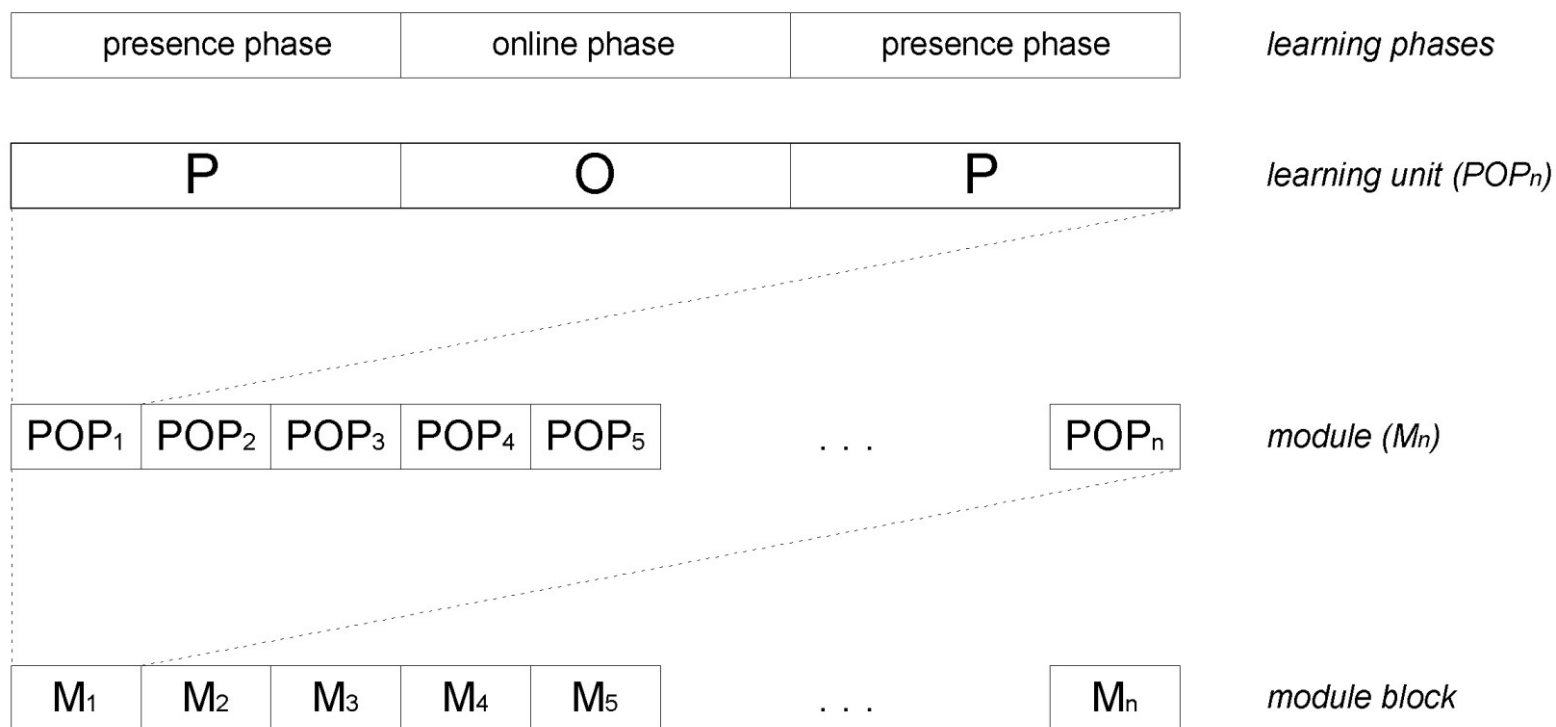 presence phase online phase presence phase learning phases
P O P learning unit (POPn)
POP1 POP2 POP3 POP4 POP5 . . . POPn module (Mn)
M1 M2 M3 M4 M5 . . . Mn module block